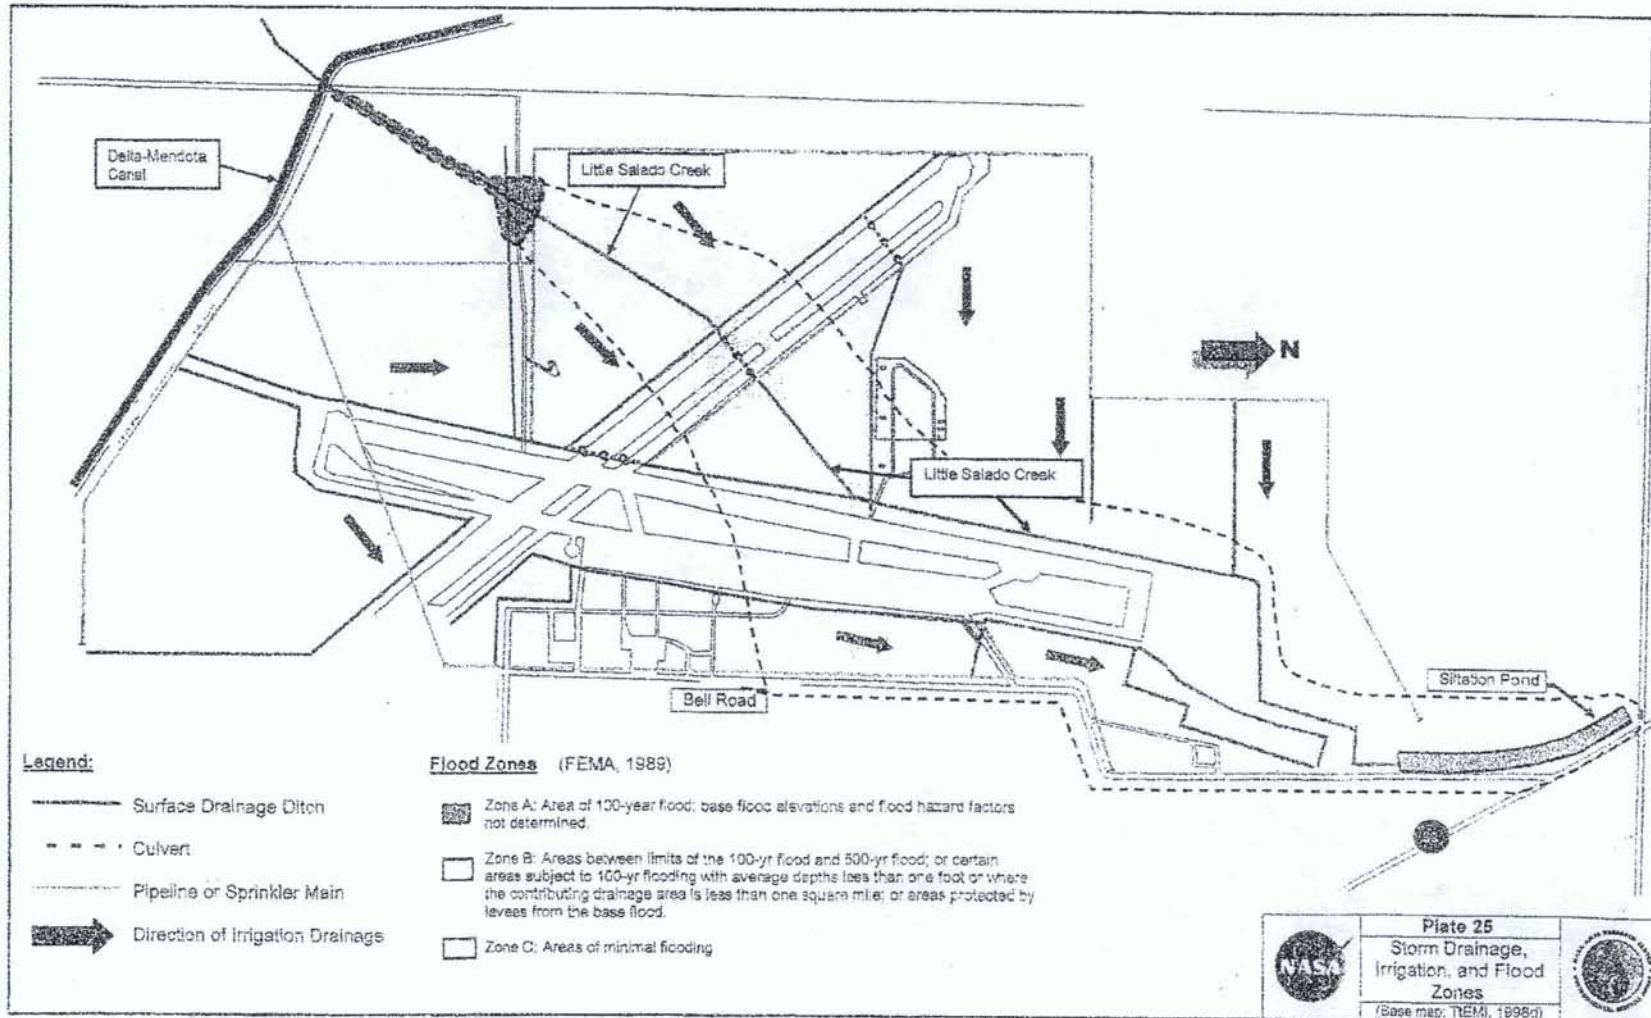 Delta-Mendota
Canal
Little Salado Creek
N
Little Salado Creek
Siltation Pond
Bell Road
Legend:
Surface Drainage Ditch
Culvert
Pipeline or Sprinkler Main
Direction of Irrigation Drainage
Flood Zones (FEMA, 1989)
Zone A: Area of 100-year flood; base flood elevations and flood hazard factors
not determined.
Zone B: Areas between limits of the 100-yr flood and 500-yr flood; or certain
areas subject to 100-yr flooding with average depths less than one foot or where
the contributing drainage area is less than one square mile; or areas protected by
levees from the base flood.
Zone C: Areas of minimal flooding
NASA
Plate 25
Storm Drainage,
Irrigation, and Flood
Zones
(Base map: TtEMI, 1998d)